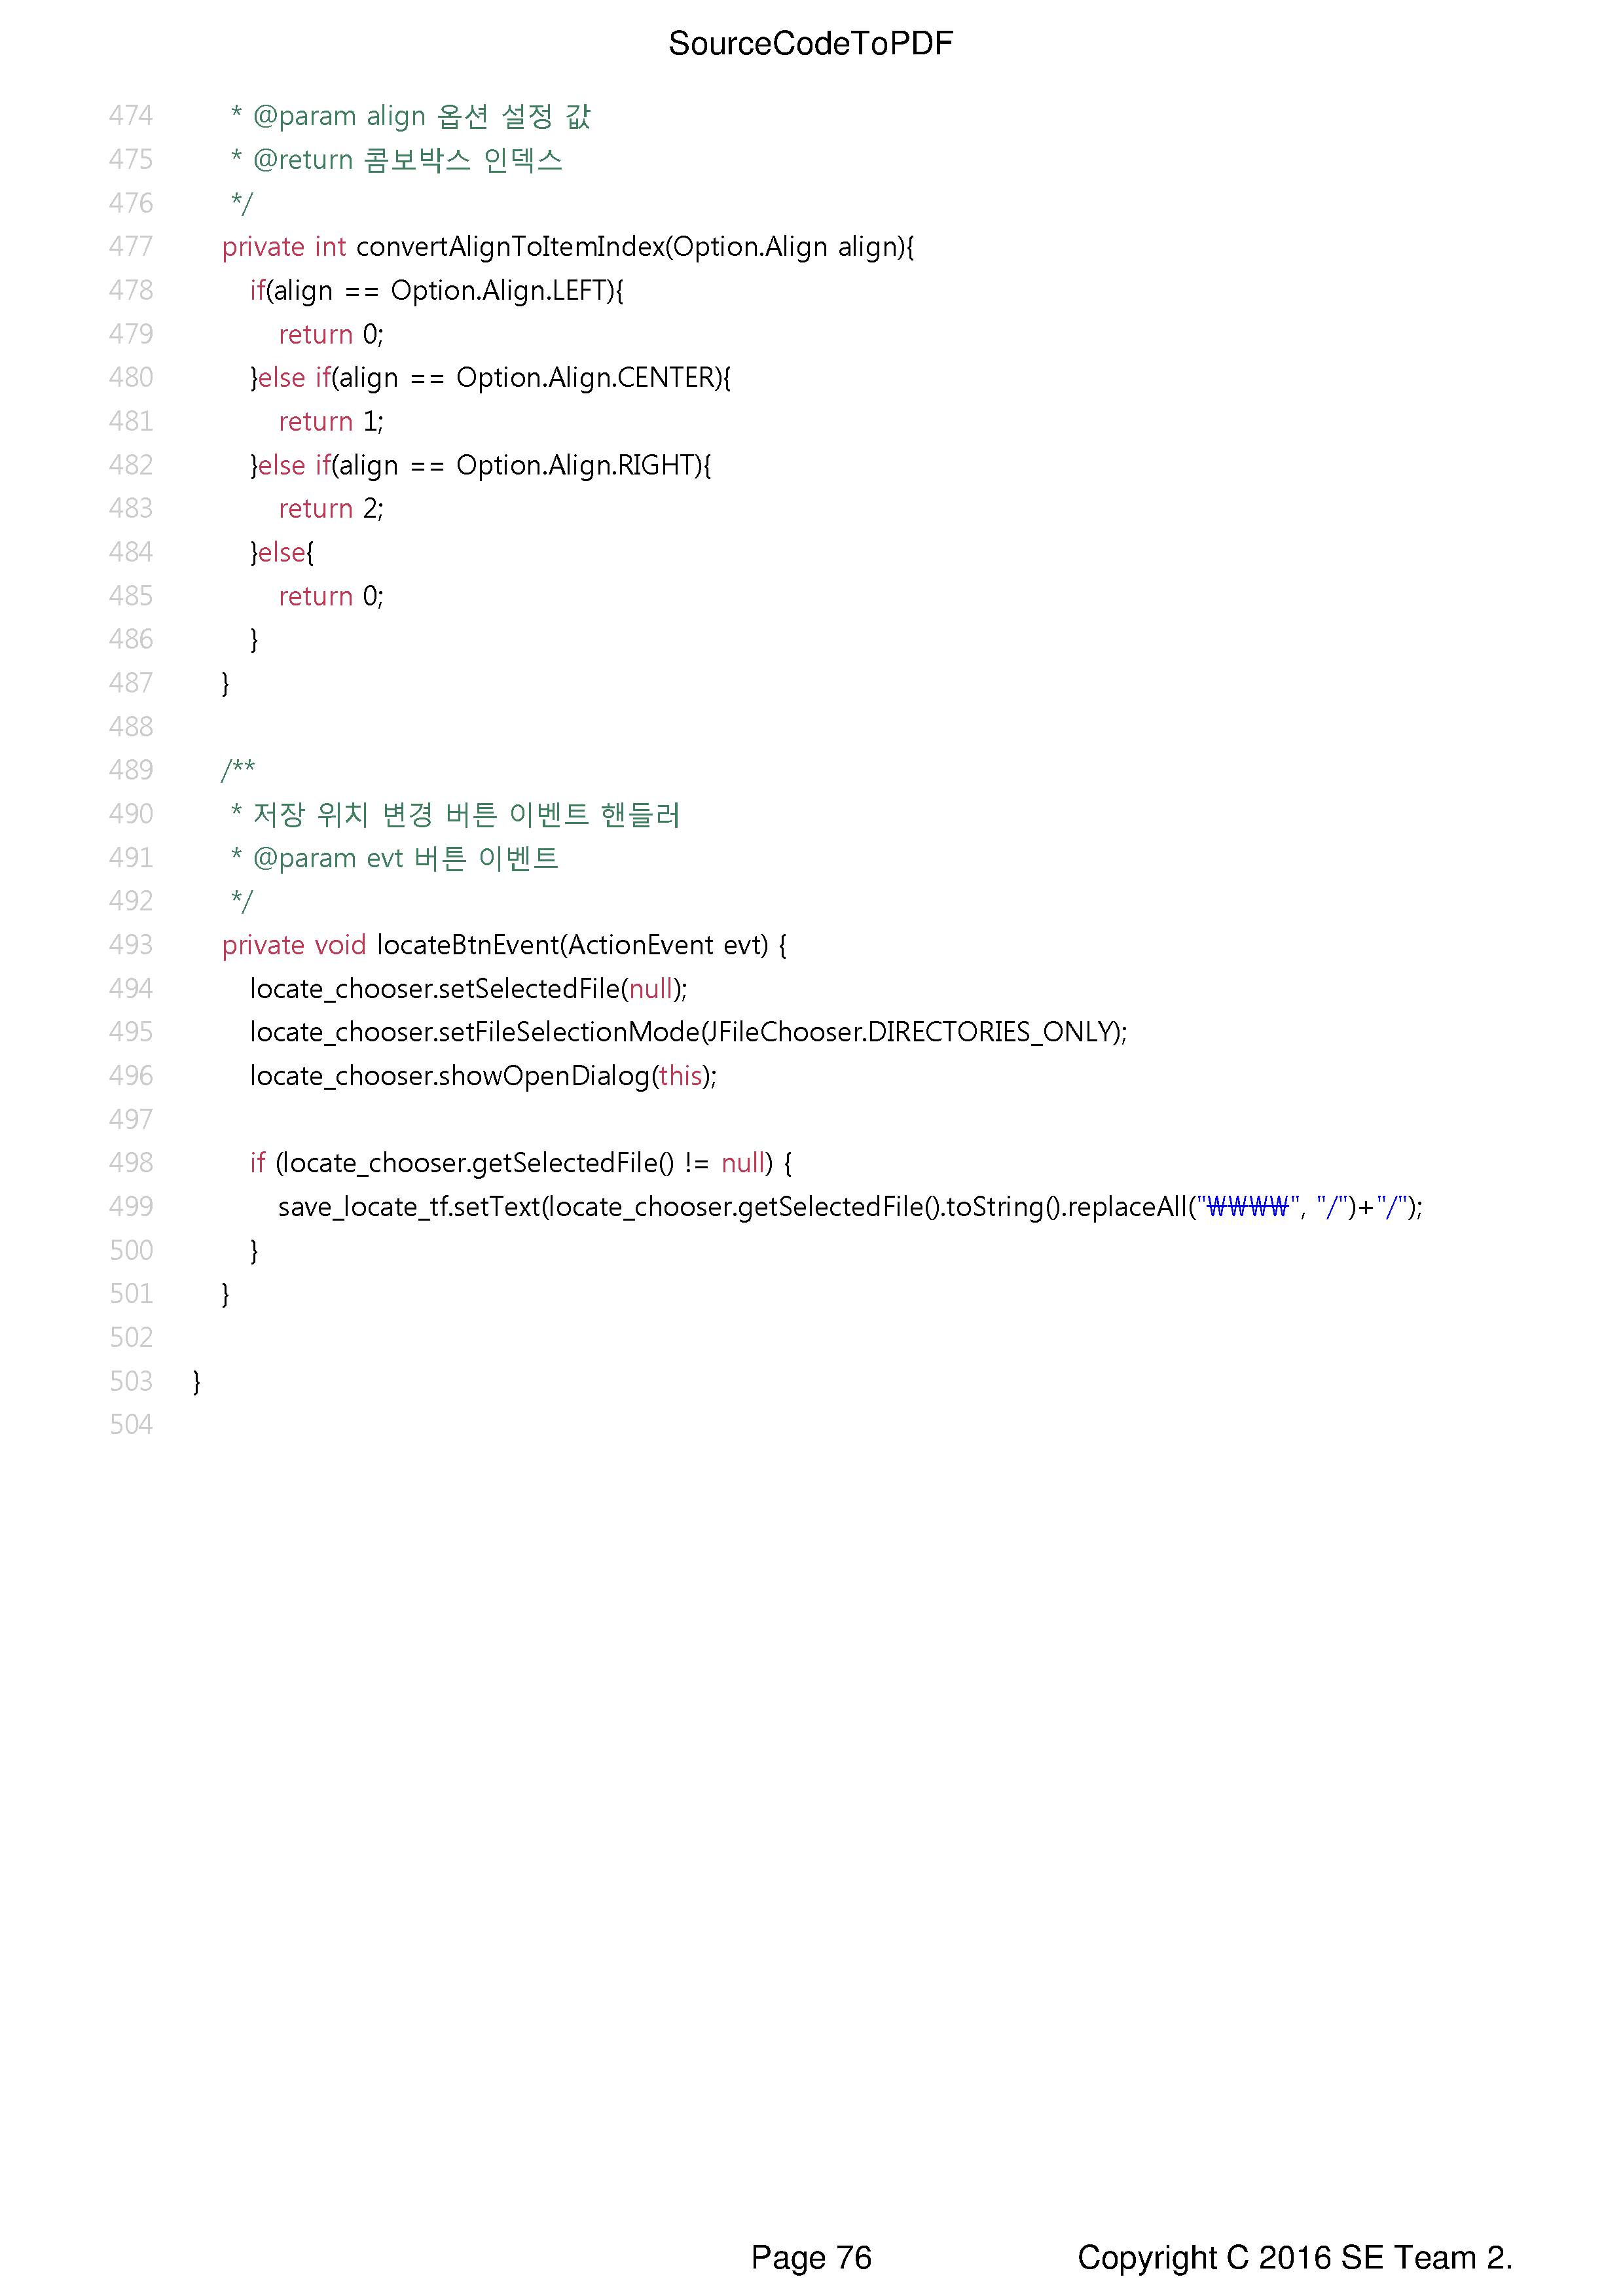 SourceCodeToPDF
474 * @param align 옵션 설정 값
475 * @return 콤보박스 인덱스
476 */
477 private int convertAlignToItemIndex(Option.Align align){
478 if(align == Option.Align.LEFT){
479 return 0;
480 }else if(align == Option.Align.CENTER){
481 return 1;
482 }else if(align == Option.Align.RIGHT){
483 return 2;
484 }else{
485 return 0;
486 }
487 }
488
489 /**
490 * 저장 위치 변경 버튼 이벤트 핸들러
491 * @param evt 버튼 이벤트
492 */
493 private void locateBtnEvent(ActionEvent evt) {
494 locate_chooser.setSelectedFile(null);
495 locate_chooser.setFileSelectionMode(JFileChooser.DIRECTORIES_ONLY);
496 locate_chooser.showOpenDialog(this);
497
498 if (locate_chooser.getSelectedFile() != null) {
499 save_locate_tf.setText(locate_chooser.getSelectedFile().toString().replaceAll("₩₩₩₩", "/")+"/");
500 }
501 }
502
503 }
504
Page 76 Copyright C 2016 SE Team 2.